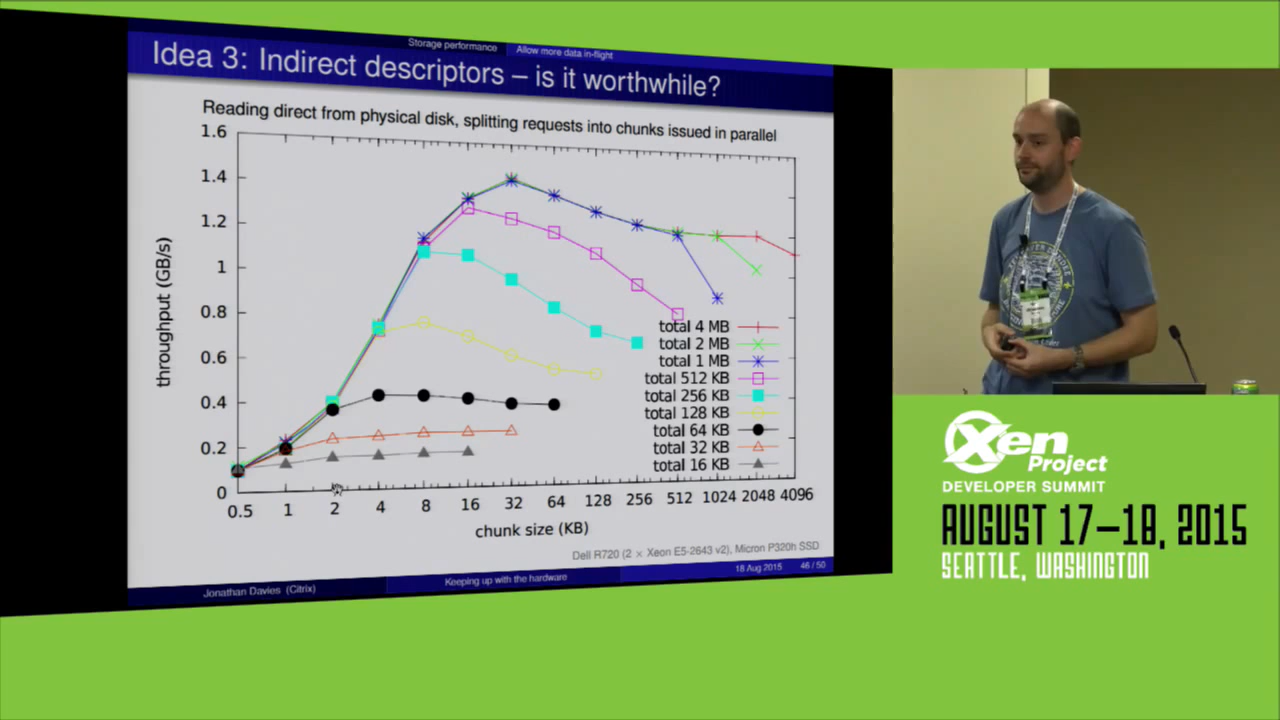 Storage performance
Allow more data in-flight
Idea 3: Indirect descriptors – is it worthwhile?
Reading direct from physical disk, splitting requests into chunks issued in parallel
1.6
1.4
1.2
1
0.8
0.6
0.4
0.2
0
throughput (GB/s)
total 4 MB
total 2 MB
total 1 MB
total 512 KB
total 256 KB
total 128 KB
total 64 KB
total 32 KB
total 16 KB
0.5 1 2 4 8 16 32 64 128 256 512 1024 2048 4096
chunk size (KB)
Dell R720 (2 × Xeon E5-2643 v2), Micron P320h SSD
Jonathan Davies (Citrix)
Keeping up with the hardware
18 Aug 2015
46 / 50
Xen
Project
DEVELOPER SUMMIT
AUGUST 17–18, 2015
SEATTLE, WASHINGTON